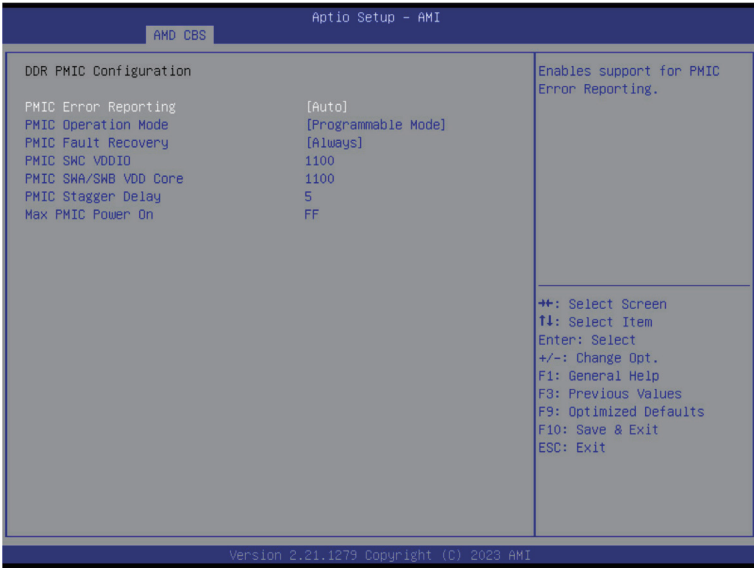 Aptio Setup – AMI
AMD CBS
DDR PMIC Configuration
PMIC Error Reporting [Auto]
PMIC Operation Mode [Programmable Mode]
PMIC Fault Recovery [Always]
PMIC SWC VDDIO 1100
PMIC SWA/SWB VDD Core 1100
PMIC Stagger Delay 5
Max PMIC Power On FF
Enables support for PMIC
Error Reporting.
→←: Select Screen
↑↓: Select Item
Enter: Select
+/-: Change Opt.
F1: General Help
F3: Previous Values
F9: Optimized Defaults
F10: Save & Exit
ESC: Exit
Version 2.21.1279 Copyright (C) 2023 AMI